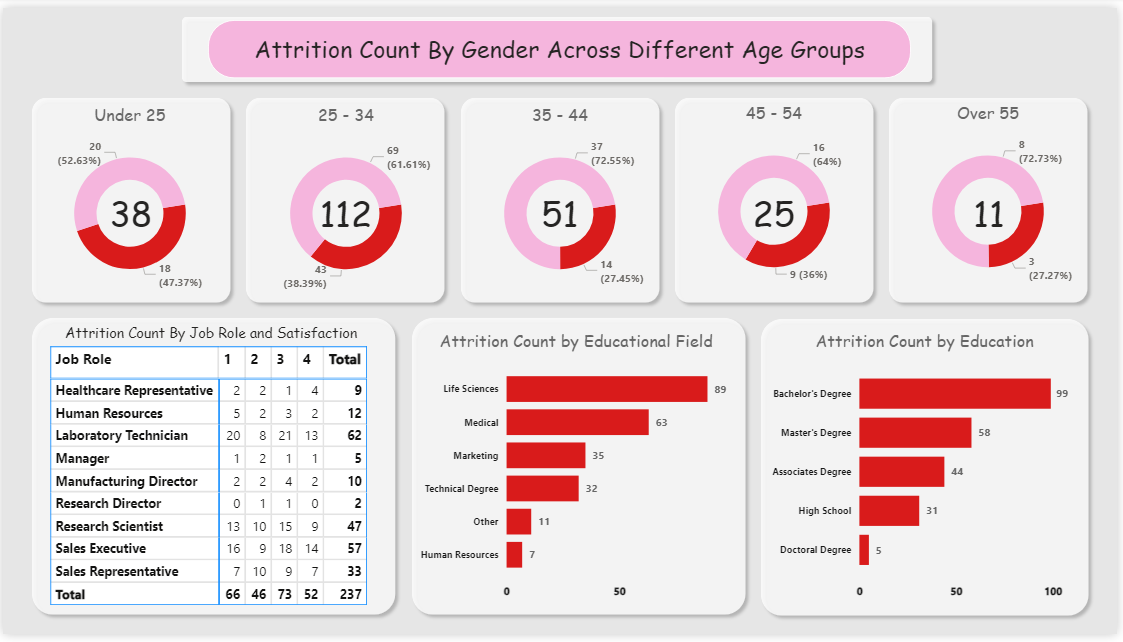 Attrition Count By Gender Across Different Age Groups
Under 25
20
(52.63%)
38
18
(47.37%)
25 - 34
69
(61.61%)
112
43
(38.39%)
35 - 44
37
(72.55%)
51
14
(27.45%)
45 - 54
16
(64%)
25
9 (36%)
Over 55
8
(72.73%)
11
3
(27.27%)
Attrition Count By Job Role and Satisfaction
Job Role 1 2 3 4 Total
Healthcare Representative 2 2 1 4 9
Human Resources 5 2 3 2 12
Laboratory Technician 20 8 21 13 62
Manager 1 2 1 1 5
Manufacturing Director 2 2 4 2 10
Research Director 0 1 1 0 2
Research Scientist 13 10 15 9 47
Sales Executive 16 9 18 14 57
Sales Representative 7 10 9 7 33
Total 66 46 73 52 237
Attrition Count by Educational Field
Life Sciences 89
Medical 63
Marketing 35
Technical Degree 32
Other 11
Human Resources 7
0 50
Attrition Count by Education
Bachelor's Degree 99
Master's Degree 58
Associates Degree 44
High School 31
Doctoral Degree 5
0 50 100